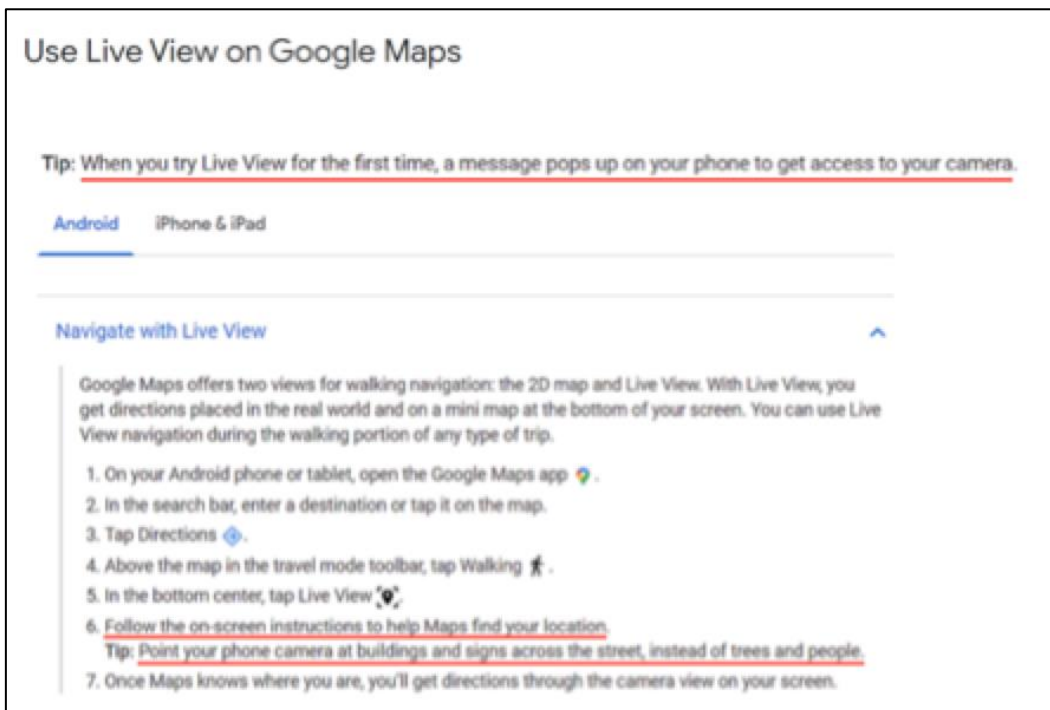 Use Live View on Google Maps
Tip: When you try Live View for the first time, a message pops up on your phone to get access to your camera.
Android iPhone & iPad
Navigate with Live View
Google Maps offers two views for walking navigation: the 2D map and Live View. With Live View, you
get directions placed in the real world and on a mini map at the bottom of your screen. You can use Live
View navigation during the walking portion of any type of trip.
1. On your Android phone or tablet, open the Google Maps app .
2. In the search bar, enter a destination or tap it on the map.
3. Tap Directions .
4. Above the map in the travel mode toolbar, tap Walking .
5. In the bottom center, tap Live View .
6. Follow the on-screen instructions to help Maps find your location.
Tip: Point your phone camera at buildings and signs across the street, instead of trees and people.
7. Once Maps knows where you are, you'll get directions through the camera view on your screen.